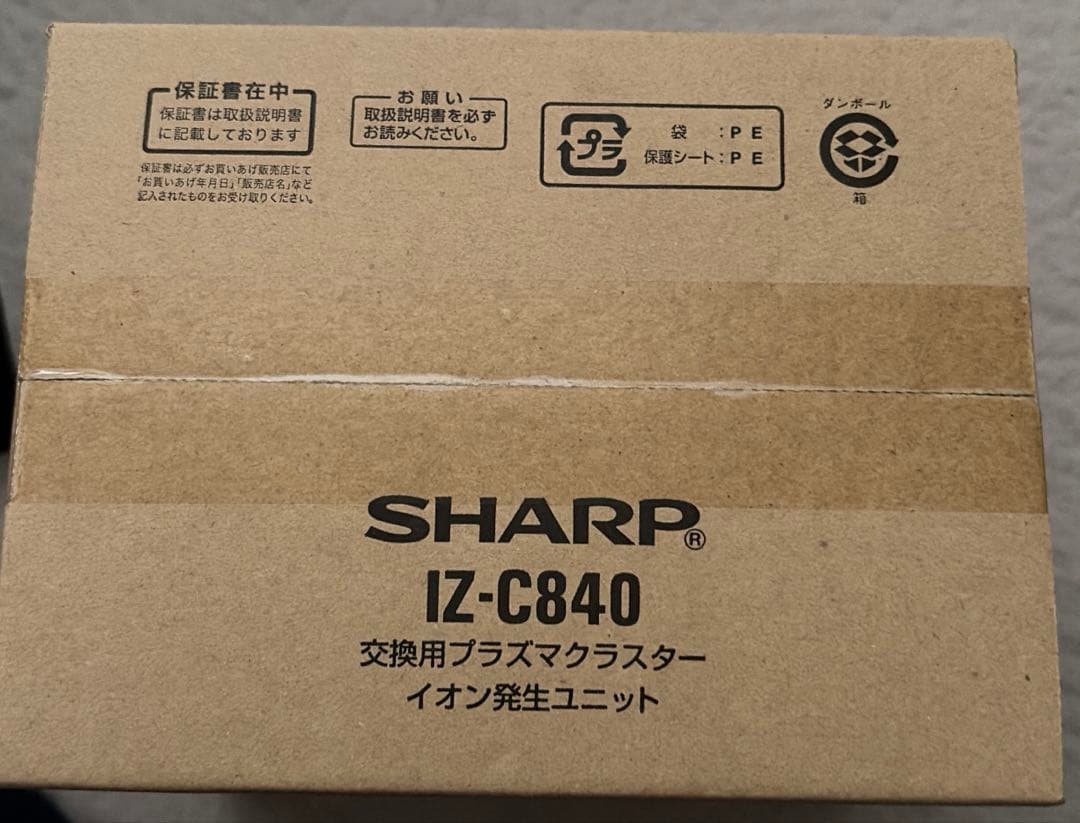 保証書在中
保証書は取扱説明書
に記載しております
保証書は必ずお買いあげ販売店にて
「お買いあげ年月日」「販売店名」など
記入されたものをお受け取りください。
お願い
取扱説明書を必ず
お読みください。
プラ
袋 :PE
保護シート:PE
ダンボール
箱
SHARP®
IZ-C840
交換用プラズマクラスター
イオン発生ユニット